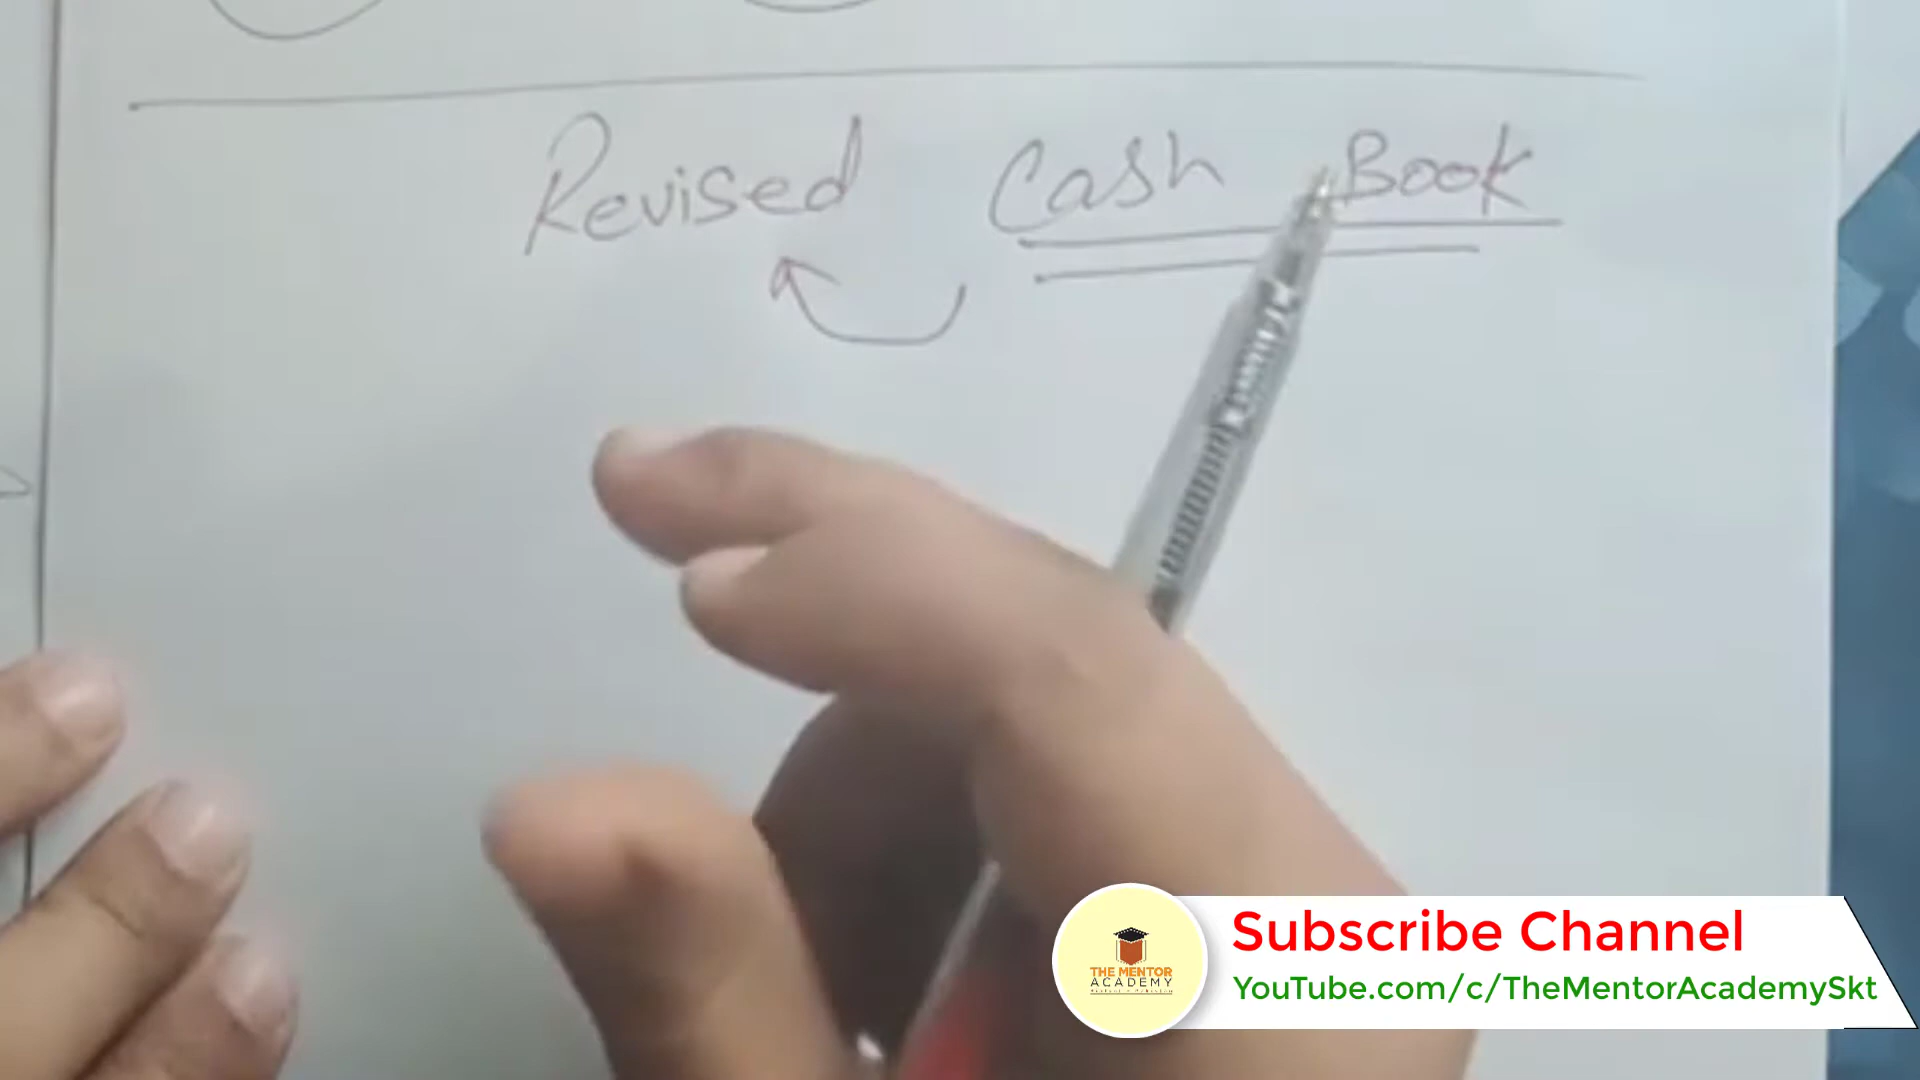 Revised Cash Book
Subscribe Channel
THE MENTOR
ACADEMY
YouTube.com/c/TheMentorAcademySkt